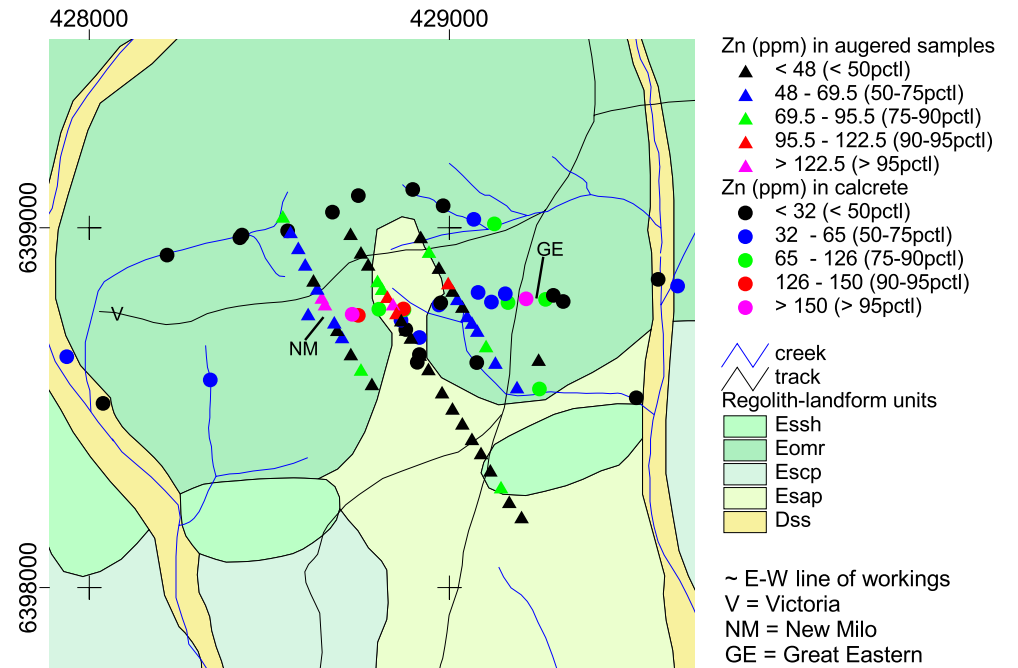 428000
429000
6399000
6398000
V
NM
GE
Zn (ppm) in augered samples
< 48 (< 50pctl)
48 - 69.5 (50-75pctl)
69.5 - 95.5 (75-90pctl)
95.5 - 122.5 (90-95pctl)
> 122.5 (> 95pctl)
Zn (ppm) in calcrete
< 32 (< 50pctl)
32 - 65 (50-75pctl)
65 - 126 (75-90pctl)
126 - 150 (90-95pctl)
> 150 (> 95pctl)
creek
track
Regolith-landform units
Essh
Eomr
Escp
Esap
Dss
~ E-W line of workings
V = Victoria
NM = New Milo
GE = Great Eastern